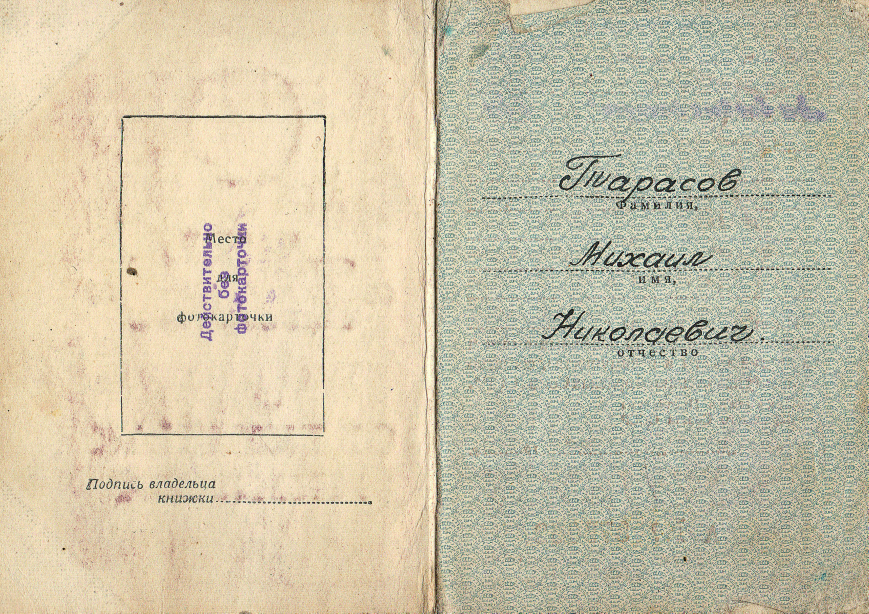 Место
для
фотокарточки
Действительно
без
фотокарточки
Подпись владельца
книжки
Тарасов
Фамилия,
Михаил
имя,
Николаевич.
отчество